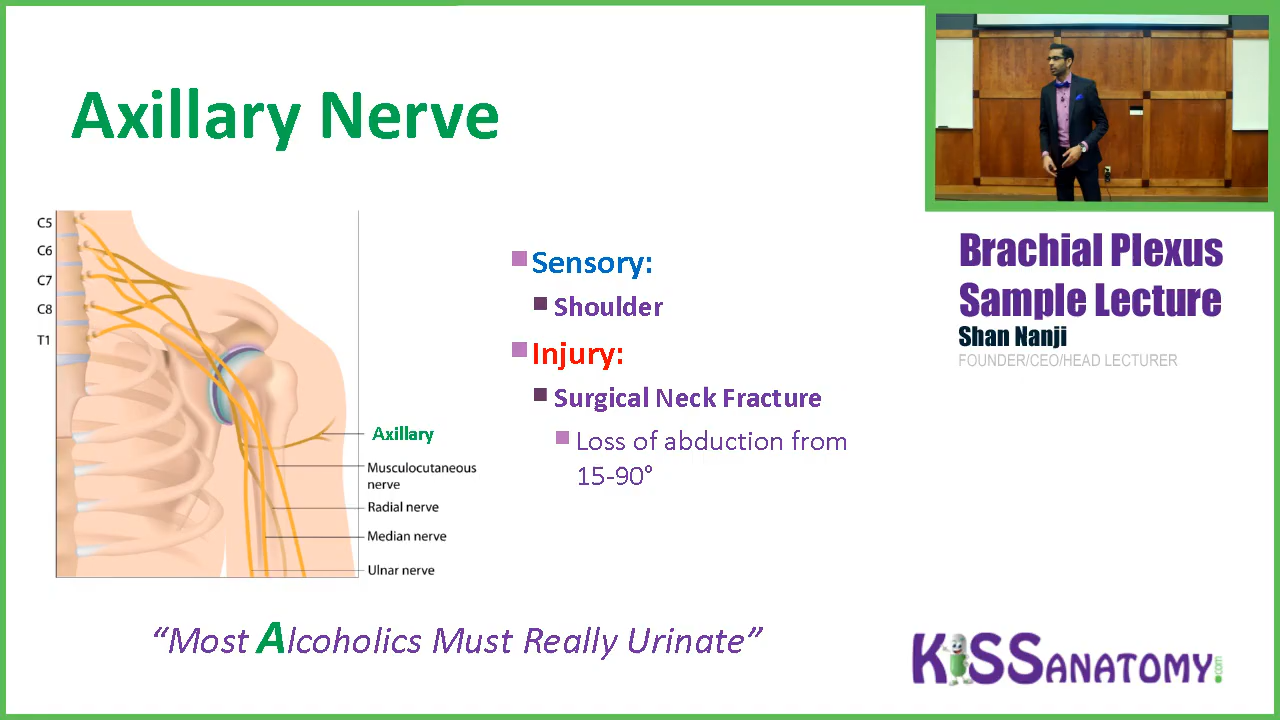 Axillary Nerve
C5
C6
C7
C8
T1
Axillary
Musculocutaneous
nerve
Radial nerve
Median nerve
Ulnar nerve
Sensory:
Shoulder
Injury:
Surgical Neck Fracture
Loss of abduction from
15-90°
“Most Alcoholics Must Really Urinate”
Brachial Plexus
Sample Lecture
Shan Nanji
FOUNDER/CEO/HEAD LECTURER
KiSSANATOMY.com